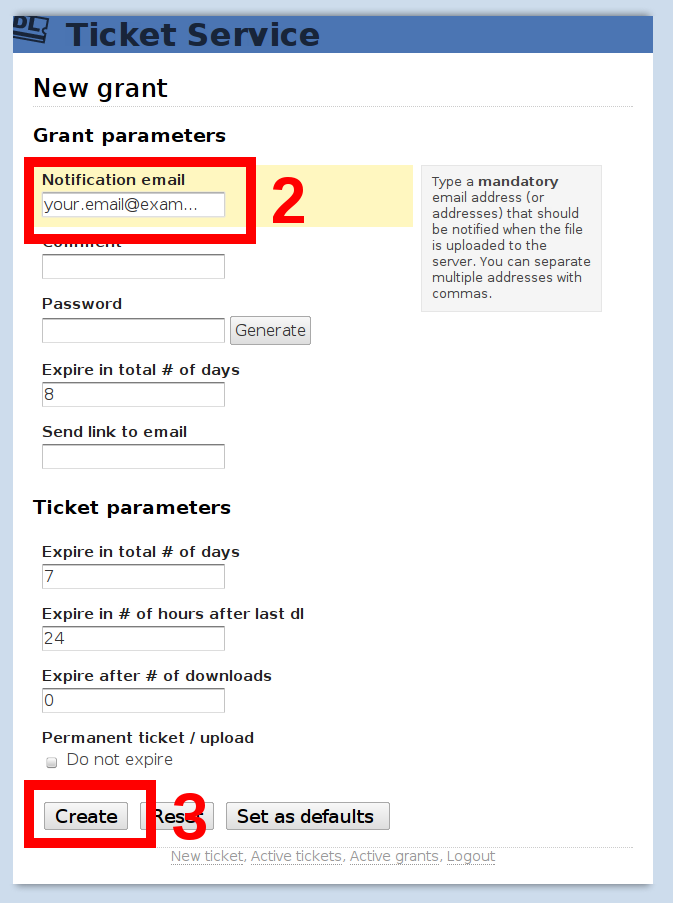 DL
Ticket Service
New grant
Grant parameters
Notification email
your.email@exam...
2
Type a mandatory
email address (or
addresses) that should
be notified when the file
is uploaded to the
server. You can separate
multiple addresses with
commas.
Comment
Password
Generate
Expire in total # of days
8
Send link to email
Ticket parameters
Expire in total # of days
7
Expire in # of hours after last dl
24
Expire after # of downloads
0
Permanent ticket / upload
Do not expire
Create Reset 3 Set as defaults
New ticket, Active tickets, Active grants, Logout